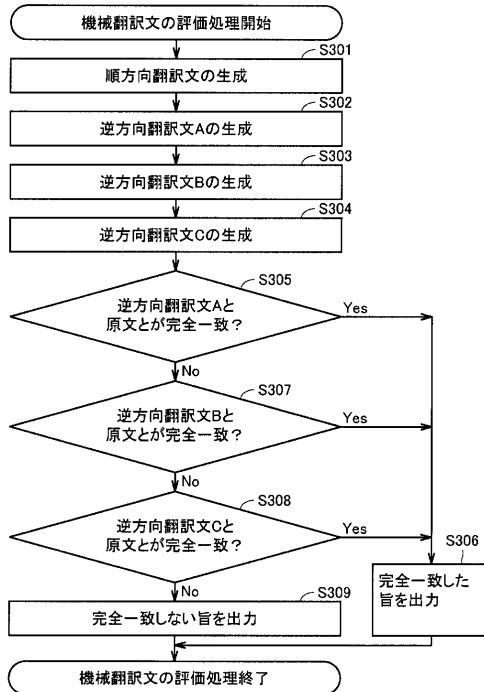 機械翻訳文の評価処理開始
S301
順方向翻訳文の生成
S302
逆方向翻訳文Aの生成
S303
逆方向翻訳文Bの生成
S304
逆方向翻訳文Cの生成
S305
逆方向翻訳文Aと
原文とが完全一致？
Yes
No
S307
逆方向翻訳文Bと
原文とが完全一致？
Yes
No
S308
逆方向翻訳文Cと
原文とが完全一致？
Yes
No
S306
完全一致した
旨を出力
S309
完全一致しない旨を出力
機械翻訳文の評価処理終了